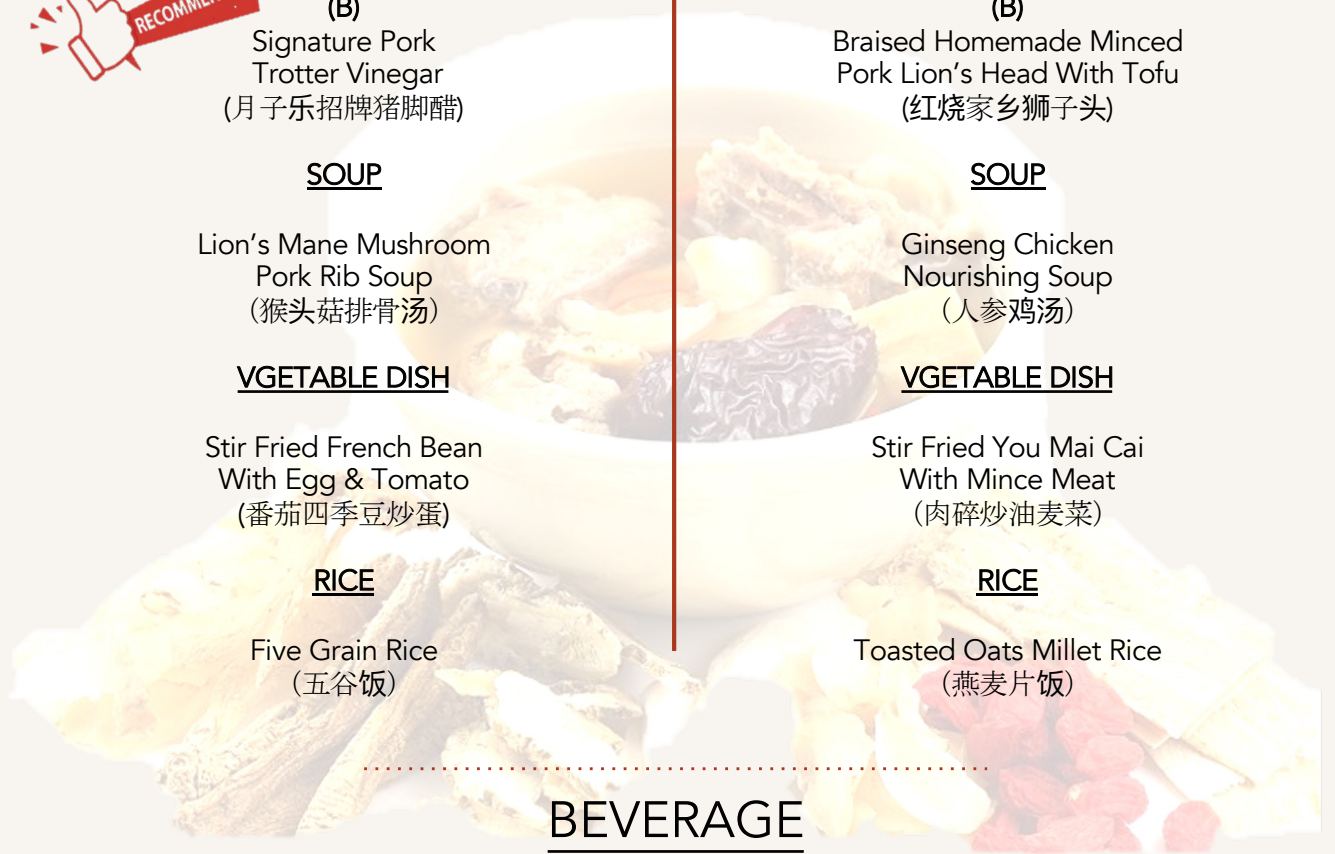 RECOMME
(B)
Signature Pork
Trotter Vinegar
(月子乐招牌猪脚醋)
SOUP
Lion's Mane Mushroom
Pork Rib Soup
（猴头菇排骨汤）
VGETABLE DISH
Stir Fried French Bean
With Egg & Tomato
(番茄四季豆炒蛋)
RICE
Five Grain Rice
（五谷饭）
(B)
Braised Homemade Minced
Pork Lion's Head With Tofu
(红烧家乡狮子头)
SOUP
Ginseng Chicken
Nourishing Soup
（人参鸡汤）
VGETABLE DISH
Stir Fried You Mai Cai
With Mince Meat
（肉碎炒油麦菜）
RICE
Toasted Oats Millet Rice
（燕麦片饭）
BEVERAGE